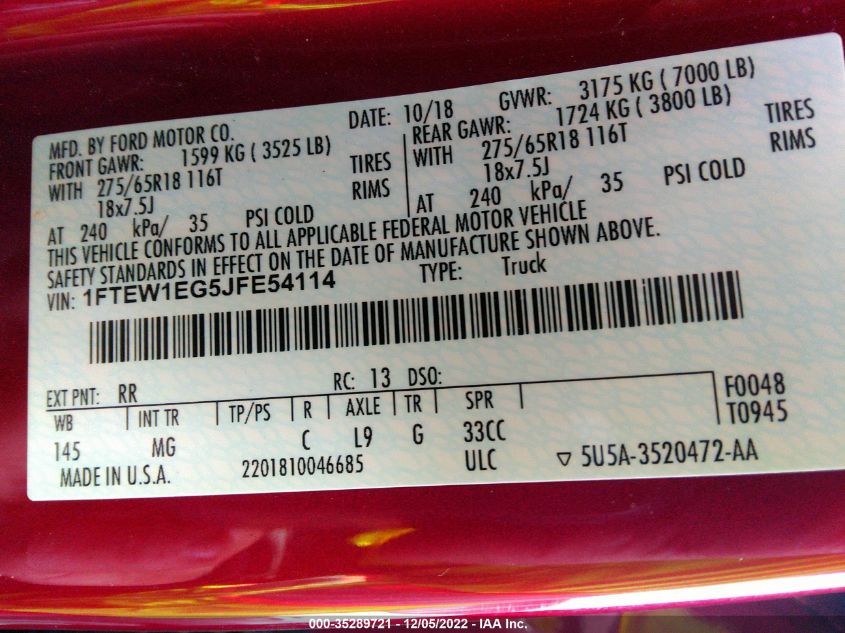 MFD. BY FORD MOTOR CO.
DATE: 10/18 GVWR: 3175 KG ( 7000 LB)
FRONT GAWR: 1599 KG ( 3525 LB)
REAR GAWR: 1724 KG ( 3800 LB)
WITH 275/65R18 116T TIRES
WITH 275/65R18 116T TIRES
18x7.5J RIMS
18x7.5J RIMS
AT 240 kPa/ 35 PSI COLD
AT 240 kPa/ 35 PSI COLD
THIS VEHICLE CONFORMS TO ALL APPLICABLE FEDERAL MOTOR VEHICLE
SAFETY STANDARDS IN EFFECT ON THE DATE OF MANUFACTURE SHOWN ABOVE.
VIN: 1FTEW1EG5JFE54114 TYPE: Truck
EXT PNT: RR RC: 13 DSO:
WB INT TR TP/PS R AXLE TR SPR
145 MG C L9 G 33CC
F0048
T0945
MADE IN U.S.A. 2201810046685 ULC ▽ 5U5A-3520472-AA
000-35289721 - 12/05/2022 - IAA Inc.